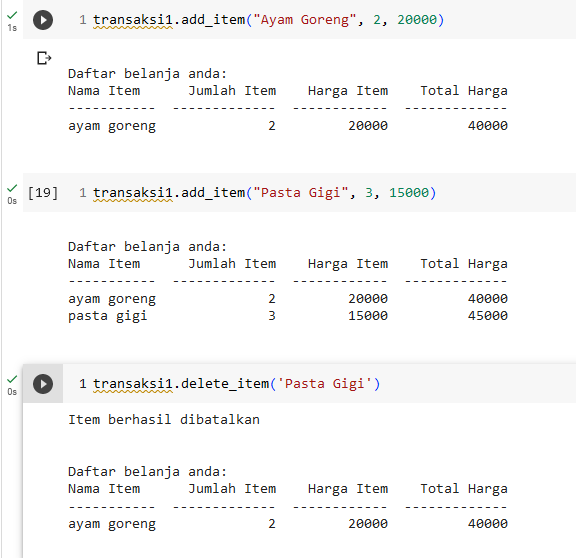 1 transaksi1.add_item("Ayam Goreng", 2, 20000)
1s
Daftar belanja anda:
Nama Item      Jumlah Item    Harga Item    Total Harga
-----------  -------------  ------------  -------------
ayam goreng              2         20000          40000
[19] 1 transaksi1.add_item("Pasta Gigi", 3, 15000)
0s
Daftar belanja anda:
Nama Item      Jumlah Item    Harga Item    Total Harga
-----------  -------------  ------------  -------------
ayam goreng              2         20000          40000
pasta gigi               3         15000          45000
1 transaksi1.delete_item('Pasta Gigi')
0s
Item berhasil dibatalkan
Daftar belanja anda:
Nama Item      Jumlah Item    Harga Item    Total Harga
-----------  -------------  ------------  -------------
ayam goreng              2         20000          40000